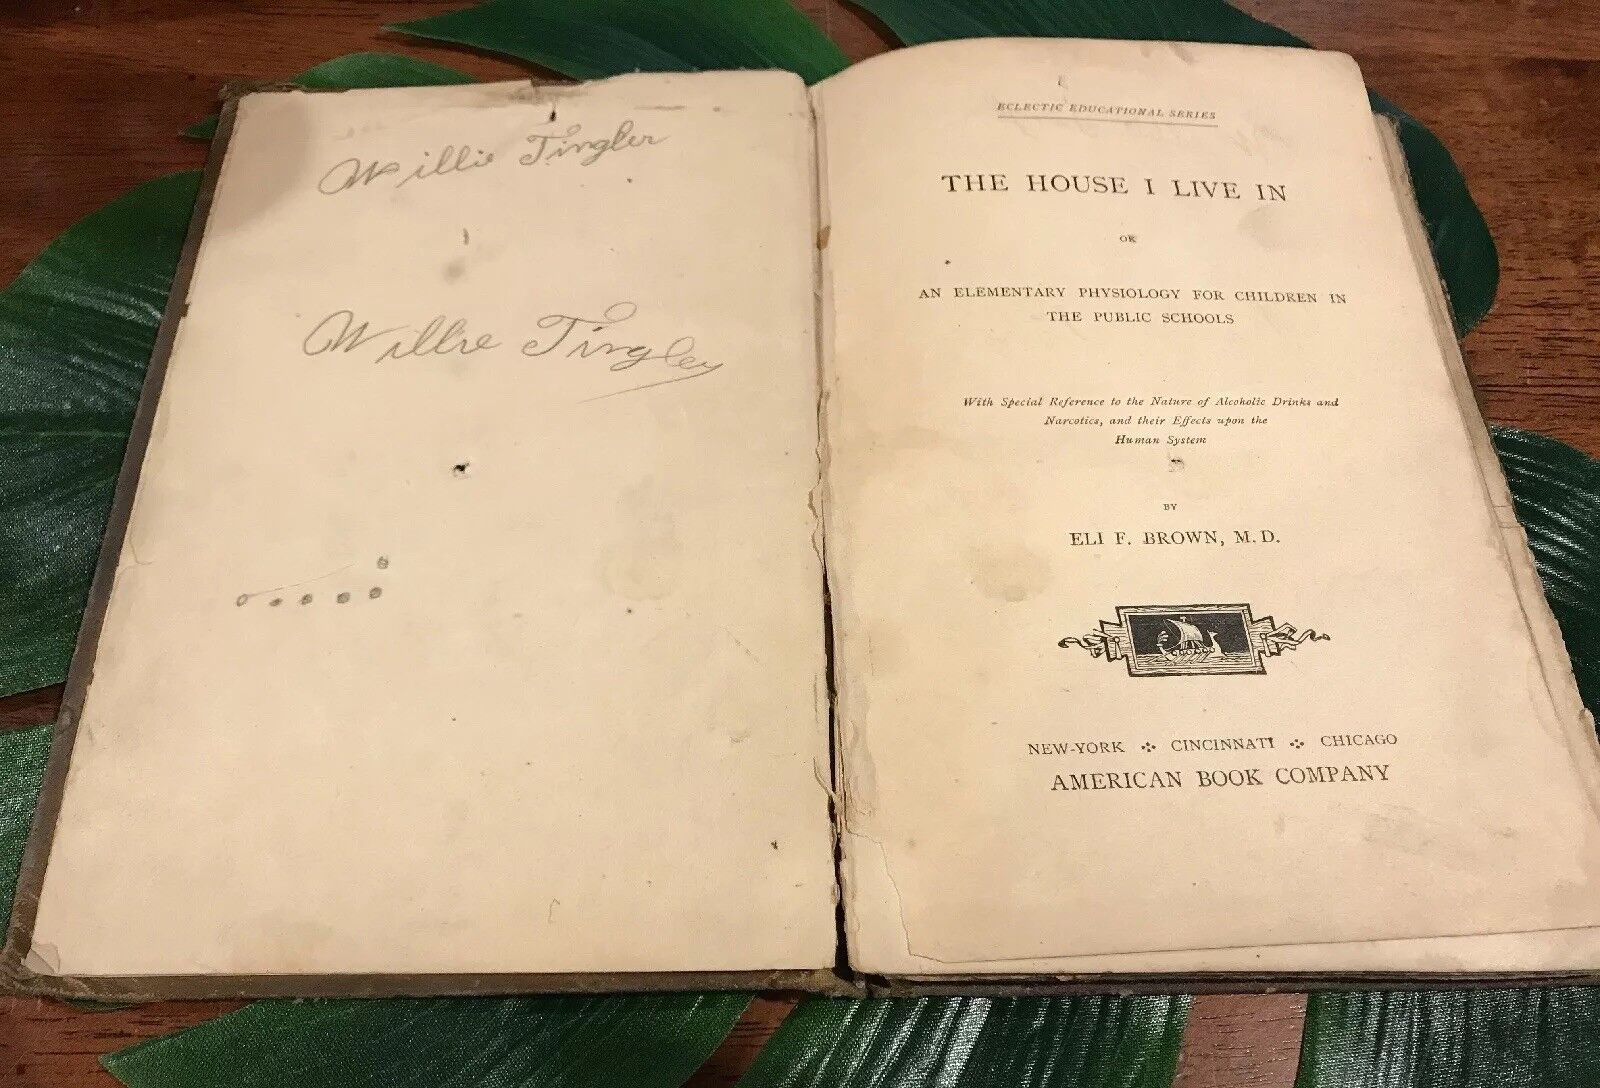 Willie Tingler
Willie Tingley
ECLECTIC EDUCATIONAL SERIES
THE HOUSE I LIVE IN
OR
AN ELEMENTARY PHYSIOLOGY FOR CHILDREN IN
THE PUBLIC SCHOOLS
With Special Reference to the Nature of Alcoholic Drinks and
Narcotics, and their Effects upon the
Human System
BY
ELI F. BROWN, M.D.
NEW-YORK CINCINNATI CHICAGO
AMERICAN BOOK COMPANY